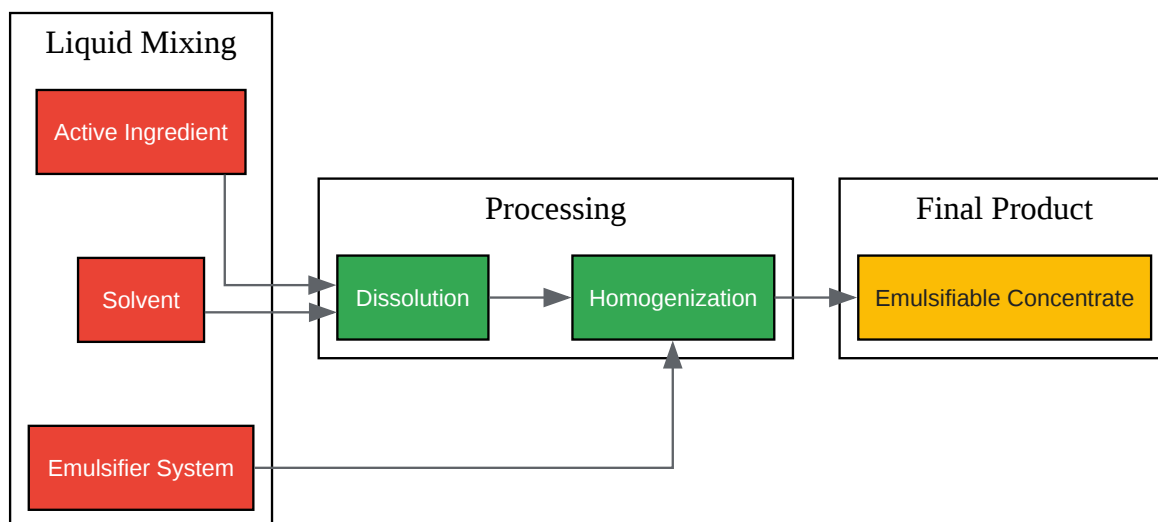 Liquid Mixing
Active Ingredient
Solvent
Emulsifier System
Processing
Dissolution
Homogenization
Final Product
Emulsifiable Concentrate